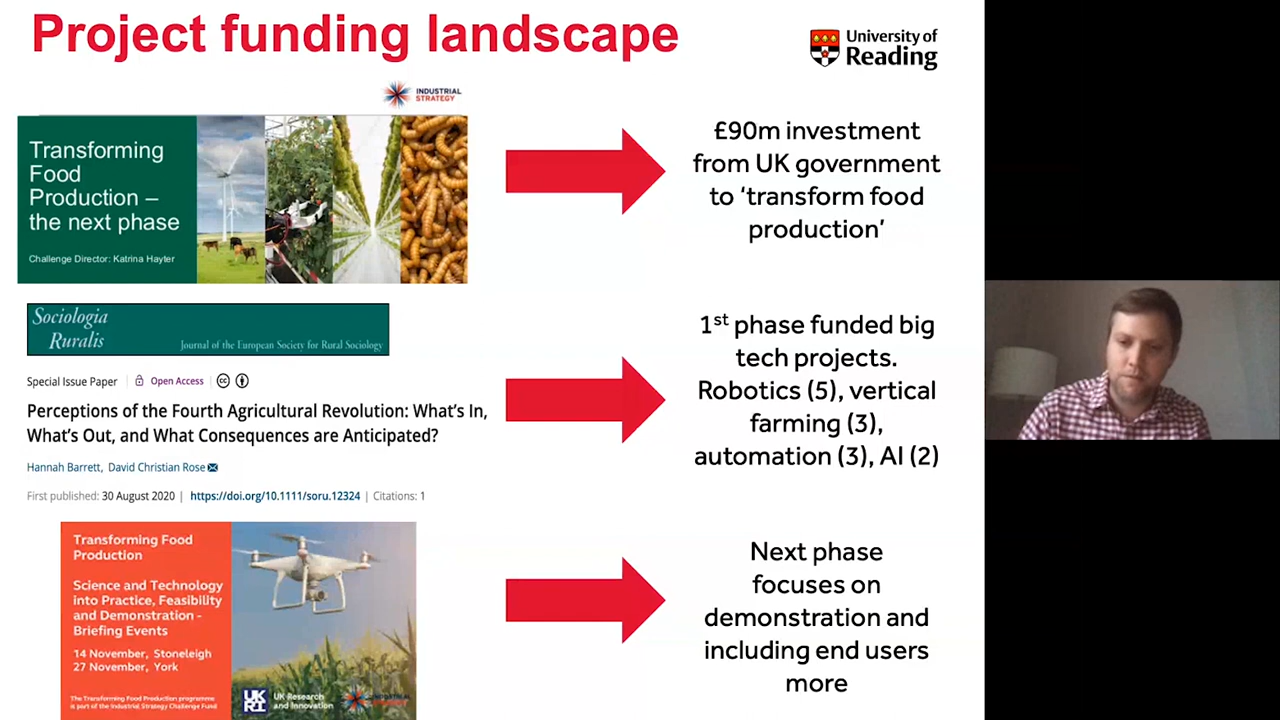 Project funding landscape
University of
Reading
INDUSTRIAL
STRATEGY
Transforming
Food
Production –
the next phase
Challenge Director: Katrina Hayter
£90m investment
from UK government
to ‘transform food
production’
Sociologia
Ruralis
Journal of the European Society for Rural Sociology
Special Issue Paper | Open Access | cc
Perceptions of the Fourth Agricultural Revolution: What’s In,
What’s Out, and What Consequences are Anticipated?
Hannah Barrett, David Christian Rose
First published: 30 August 2020 | https://doi.org/10.1111/soru.12324 | Citations: 1
1st phase funded big
tech projects.
Robotics (5), vertical
farming (3),
automation (3), AI (2)
Transforming Food
Production
Science and Technology
into Practice, Feasibility
and Demonstration -
Briefing Events
14 November, Stoneleigh
27 November, York
The Transforming Food Production programme
is part of the Industrial Strategy Challenge Fund
UK
RI
UK Research
and Innovation
INDUSTRIAL
STRATEGY
Next phase
focuses on
demonstration and
including end users
more